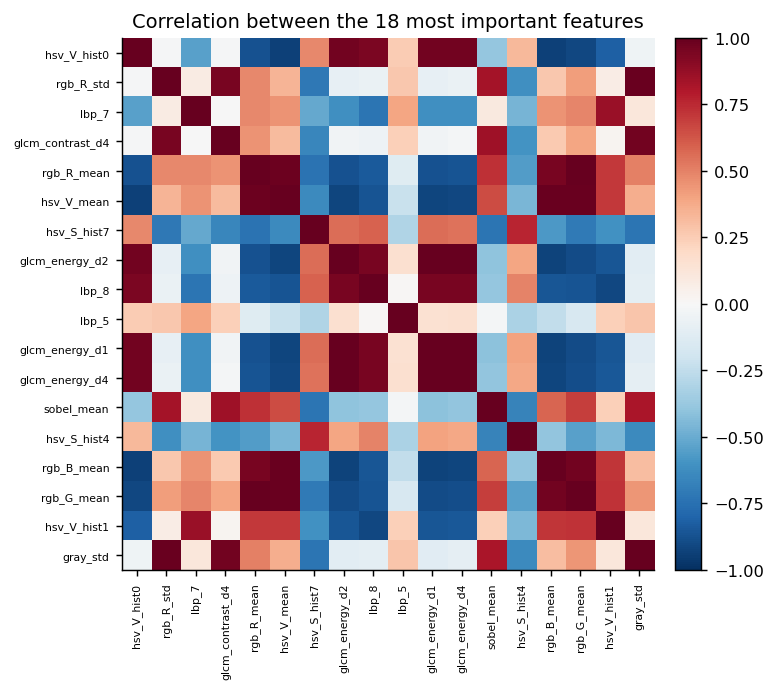 Correlation between the 18 most important features
hsv_V_hist0
rgb_R_std
lbp_7
glcm_contrast_d4
rgb_R_mean
hsv_V_mean
hsv_S_hist7
glcm_energy_d2
lbp_8
lbp_5
glcm_energy_d1
glcm_energy_d4
sobel_mean
hsv_S_hist4
rgb_B_mean
rgb_G_mean
hsv_V_hist1
gray_std
hsv_V_hist0
rgb_R_std
lbp_7
glcm_contrast_d4
rgb_R_mean
hsv_V_mean
hsv_S_hist7
glcm_energy_d2
lbp_8
lbp_5
glcm_energy_d1
glcm_energy_d4
sobel_mean
hsv_S_hist4
rgb_B_mean
rgb_G_mean
hsv_V_hist1
gray_std
1.00
0.75
0.50
0.25
0.00
−0.25
−0.50
−0.75
−1.00